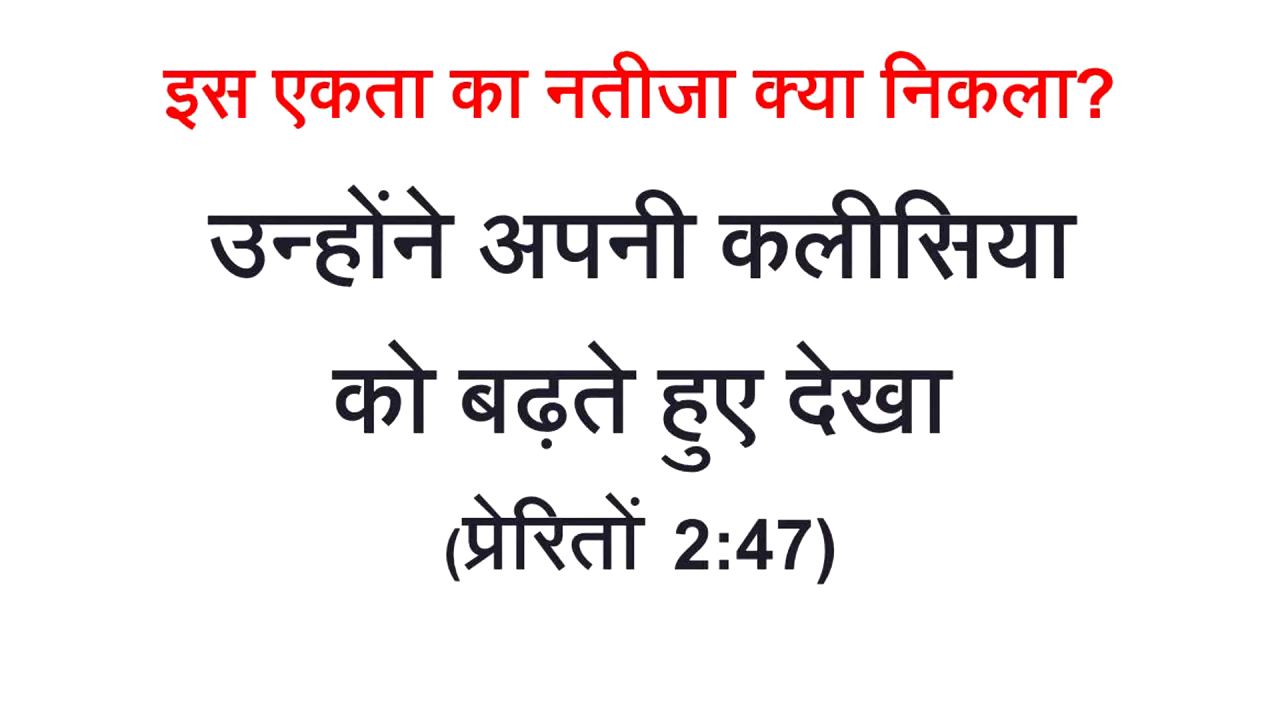 इस एकता का नतीजा क्या निकला?
उन्होंने अपनी कलीसिया
को बढ़ते हुए देखा
(प्रेरितों 2:47)